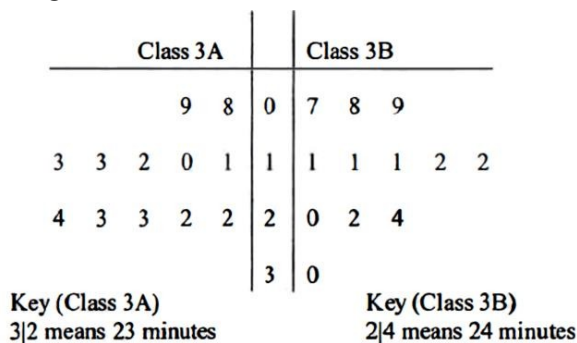 Class 3A Class 3B
9 8 0 7 8 9
3 3 2 0 1 1 1 1 1 2 2
4 3 3 2 2 2 0 2 4
3 0
Key (Class 3A) Key (Class 3B)
3|2 means 23 minutes 2|4 means 24 minutes